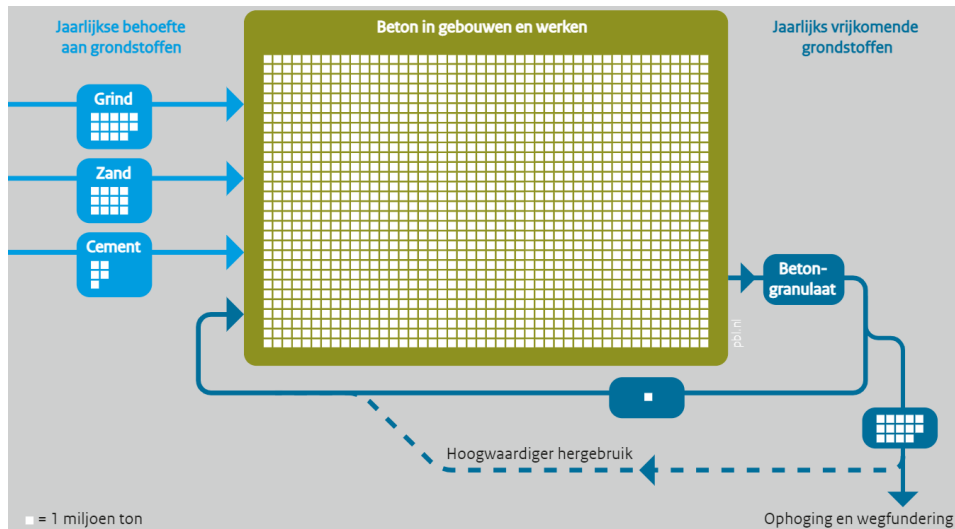 Jaarlijkse behoefte
aan grondstoffen
Beton in gebouwen en werken
Jaarlijks vrijkomende
grondstoffen
Grind
Zand
Cement
Beton-
granulaat
pbl.nl
Hoogwaardiger hergebruik
= 1 miljoen ton
Ophoging en wegfundering